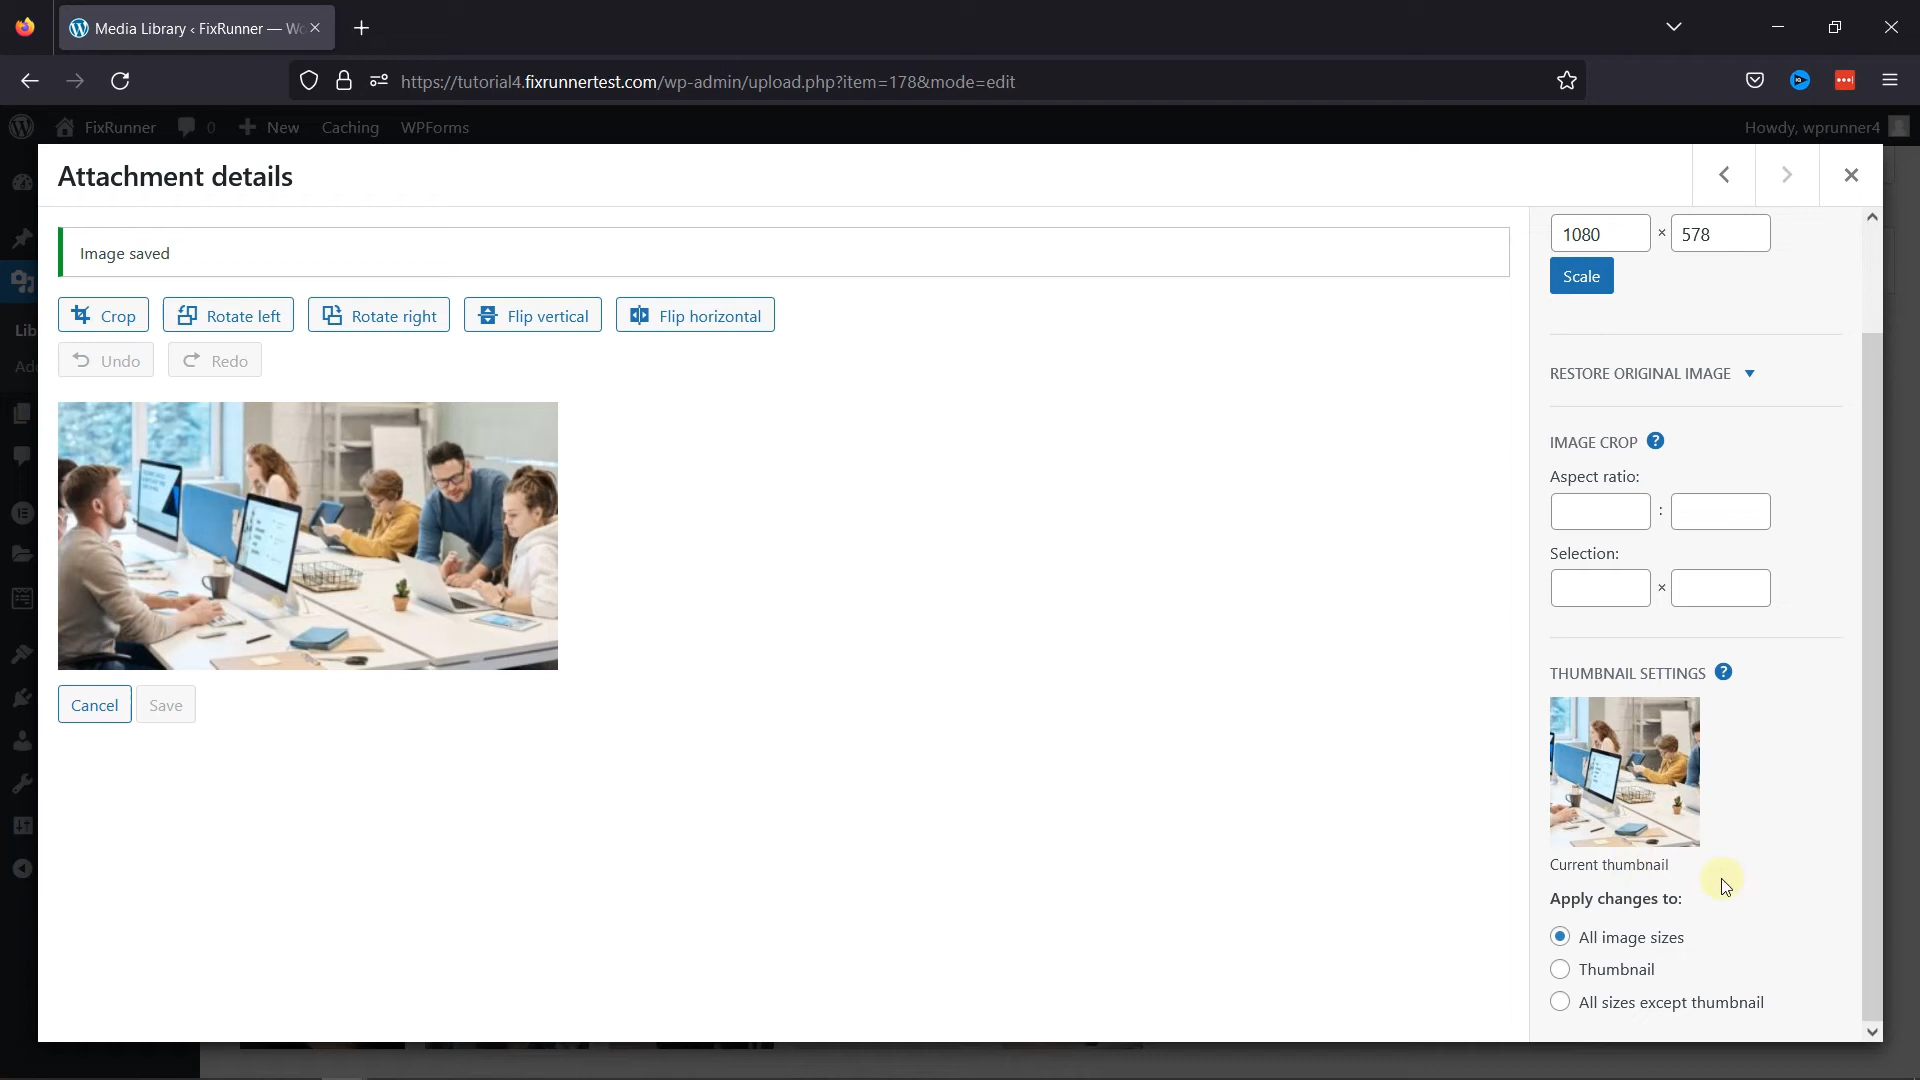 Media Library ‹ FixRunner — Wo
https://tutorial4.fixrunnertest.com/wp-admin/upload.php?item=178&mode=edit
FixRunner 0 New Caching WPForms Howdy, wprunner4
Attachment details
Image saved
Crop Rotate left Rotate right Flip vertical Flip horizontal
Undo Redo
Cancel Save
Lib
Add
1080 × 578
Scale
RESTORE ORIGINAL IMAGE
IMAGE CROP ?
Aspect ratio:
:
Selection:
×
THUMBNAIL SETTINGS ?
Current thumbnail
Apply changes to:
All image sizes
Thumbnail
All sizes except thumbnail